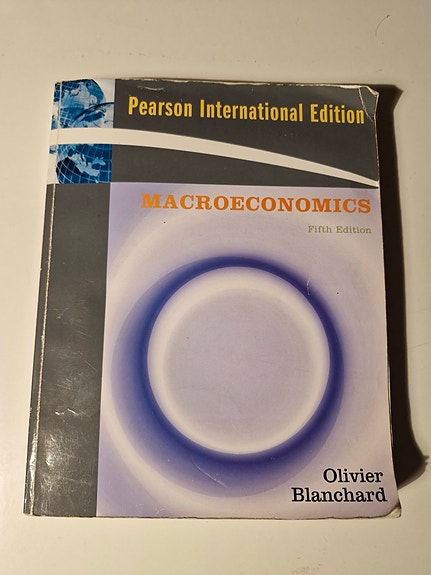 Pearson International Edition
MACROECONOMICS
Fifth Edition
Olivier
Blanchard